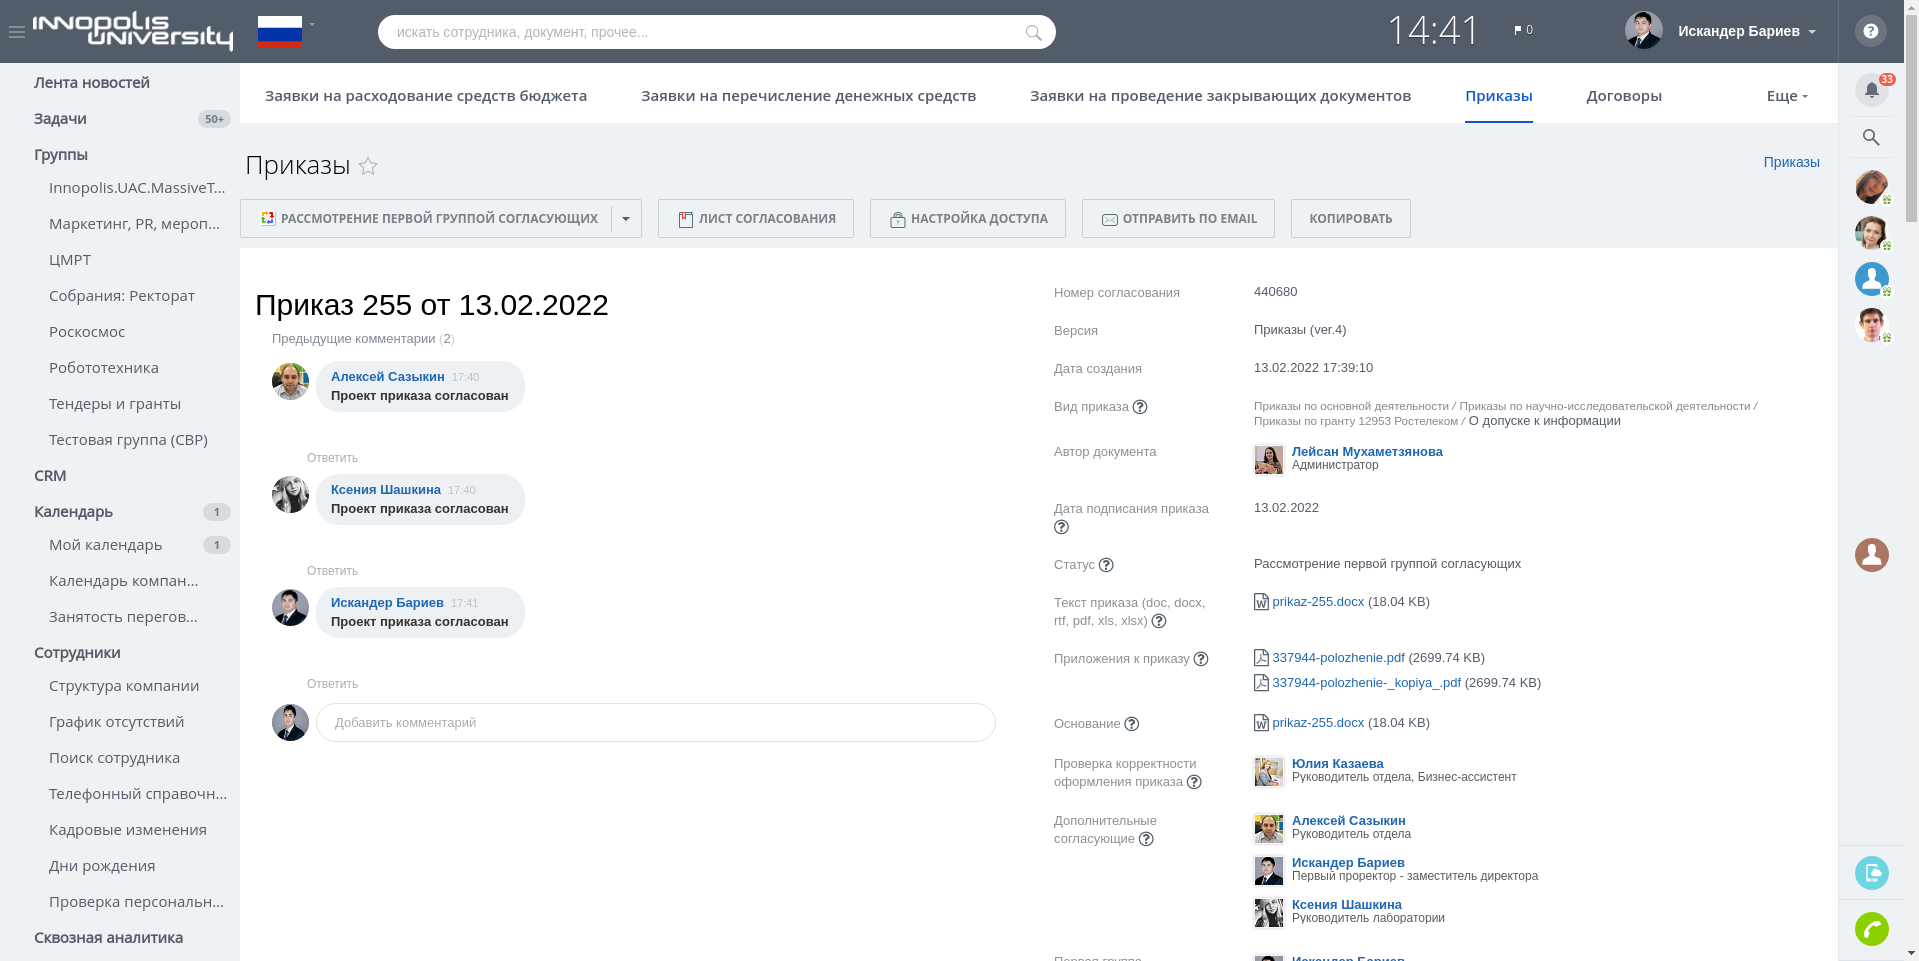 INNOPOLIS
UNIVERSITY
искать сотрудника, документ, прочее...
14:41
0
Искандер Бариев
?
Лента новостей
Задачи
50+
Группы
Innopolis.UAC.MassiveT...
Маркетинг, PR, мероп...
ЦМРТ
Собрания: Ректорат
Роскосмос
Робототехника
Тендеры и гранты
Тестовая группа (СВР)
CRM
Календарь
1
Мой календарь
1
Календарь компан...
Занятость перегов...
Сотрудники
Структура компании
График отсутствий
Поиск сотрудника
Телефонный справочн...
Кадровые изменения
Дни рождения
Проверка персональн...
Сквозная аналитика
Заявки на расходование средств бюджета
Заявки на перечисление денежных средств
Заявки на проведение закрывающих документов
Приказы
Договоры
Еще
33
Приказы
Приказы
РАССМОТРЕНИЕ ПЕРВОЙ ГРУППОЙ СОГЛАСУЮЩИХ
ЛИСТ СОГЛАСОВАНИЯ
НАСТРОЙКА ДОСТУПА
ОТПРАВИТЬ ПО EMAIL
КОПИРОВАТЬ
Приказ 255 от 13.02.2022
Предыдущие комментарии (2)
Алексей Сазыкин 17:40
Проект приказа согласован
Ответить
Ксения Шашкина 17:40
Проект приказа согласован
Ответить
Искандер Бариев 17:41
Проект приказа согласован
Ответить
Добавить комментарий
Номер согласования
440680
Версия
Приказы (ver.4)
Дата создания
13.02.2022 17:39:10
Вид приказа ?
Приказы по основной деятельности / Приказы по научно-исследовательской деятельности /
Приказы по гранту 12953 Ростелеком / О допуске к информации
Автор документа
Лейсан Мухаметзянова
Администратор
Дата подписания приказа
?
13.02.2022
Статус ?
Рассмотрение первой группой согласующих
Текст приказа (doc, docx,
rtf, pdf, xls, xlsx) ?
prikaz-255.docx (18.04 KB)
Приложения к приказу ?
337944-polozhenie.pdf (2699.74 KB)
337944-polozhenie-_kopiya_.pdf (2699.74 KB)
Основание ?
prikaz-255.docx (18.04 KB)
Проверка корректности
оформления приказа ?
Юлия Казаева
Руководитель отдела, Бизнес-ассистент
Дополнительные
согласующие ?
Алексей Сазыкин
Руководитель отдела
Искандер Бариев
Первый проректор - заместитель директора
Ксения Шашкина
Руководитель лаборатории
Первая группа
Искандер Бариев